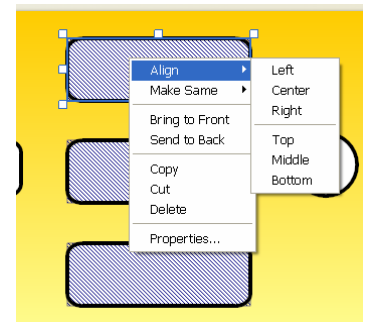 Align
Make Same
Bring to Front
Send to Back
Copy
Cut
Delete
Properties...
Left
Center
Right
Top
Middle
Bottom